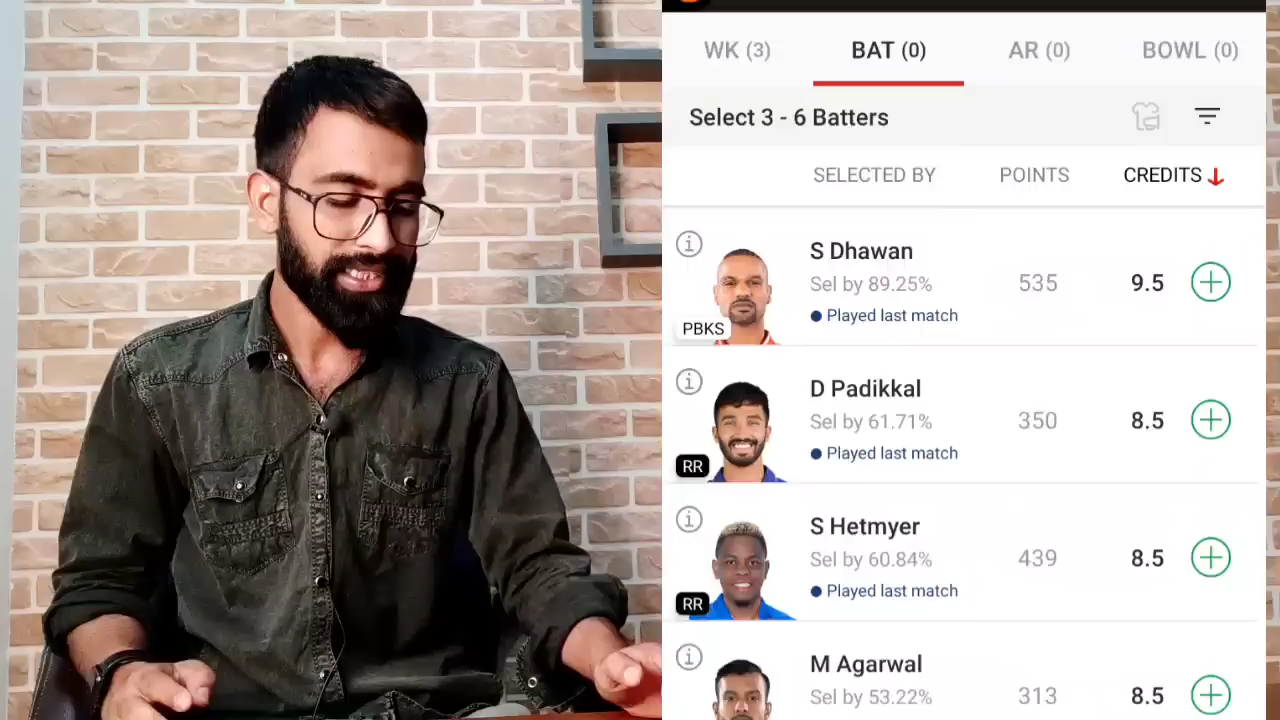 WK (3) BAT (0) AR (0) BOWL (0)
Select 3 - 6 Batters
SELECTED BY POINTS CREDITS
S Dhawan
Sel by 89.25% 535 9.5
Played last match
PBKS
D Padikkal
Sel by 61.71% 350 8.5
Played last match
RR
S Hetmyer
Sel by 60.84% 439 8.5
Played last match
RR
M Agarwal
Sel by 53.22% 313 8.5